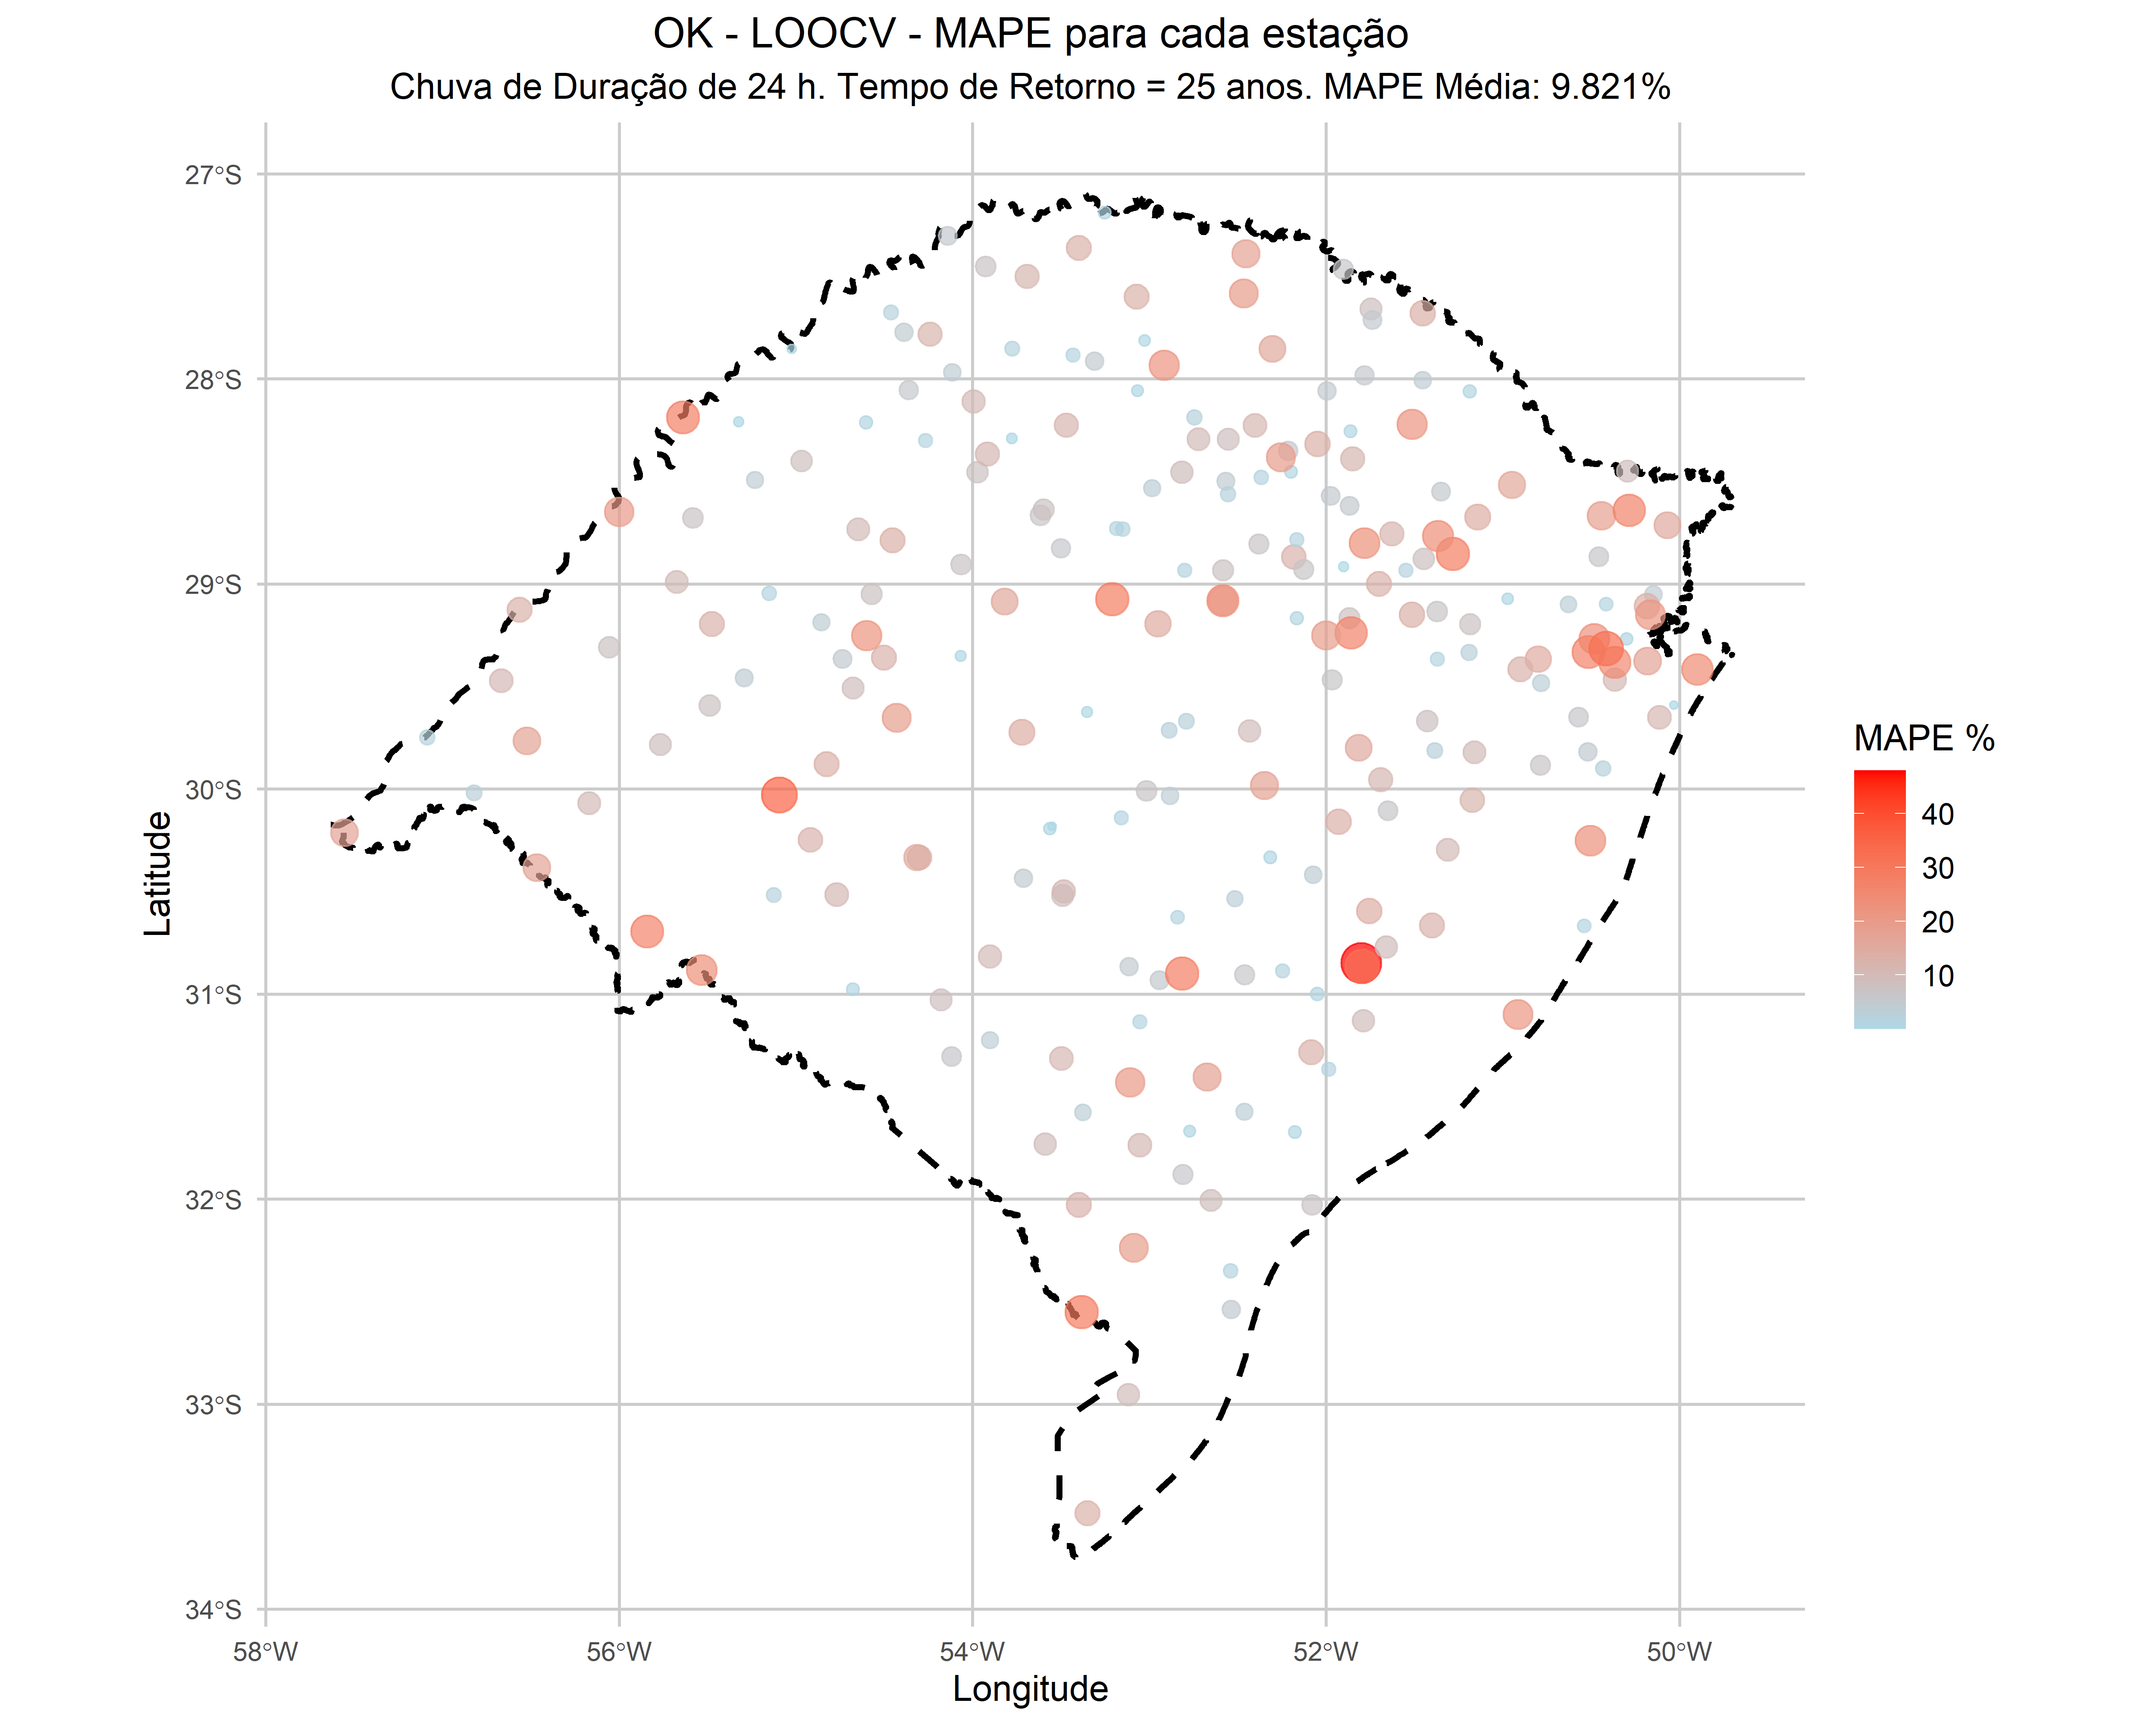 OK - LOOCV - MAPE para cada estação
Chuva de Duração de 24 h. Tempo de Retorno = 25 anos. MAPE Média: 9.821%
27°S
28°S
29°S
30°S
31°S
32°S
33°S
34°S
Latitude
58°W
56°W
54°W
52°W
50°W
Longitude
MAPE %
40
30
20
10